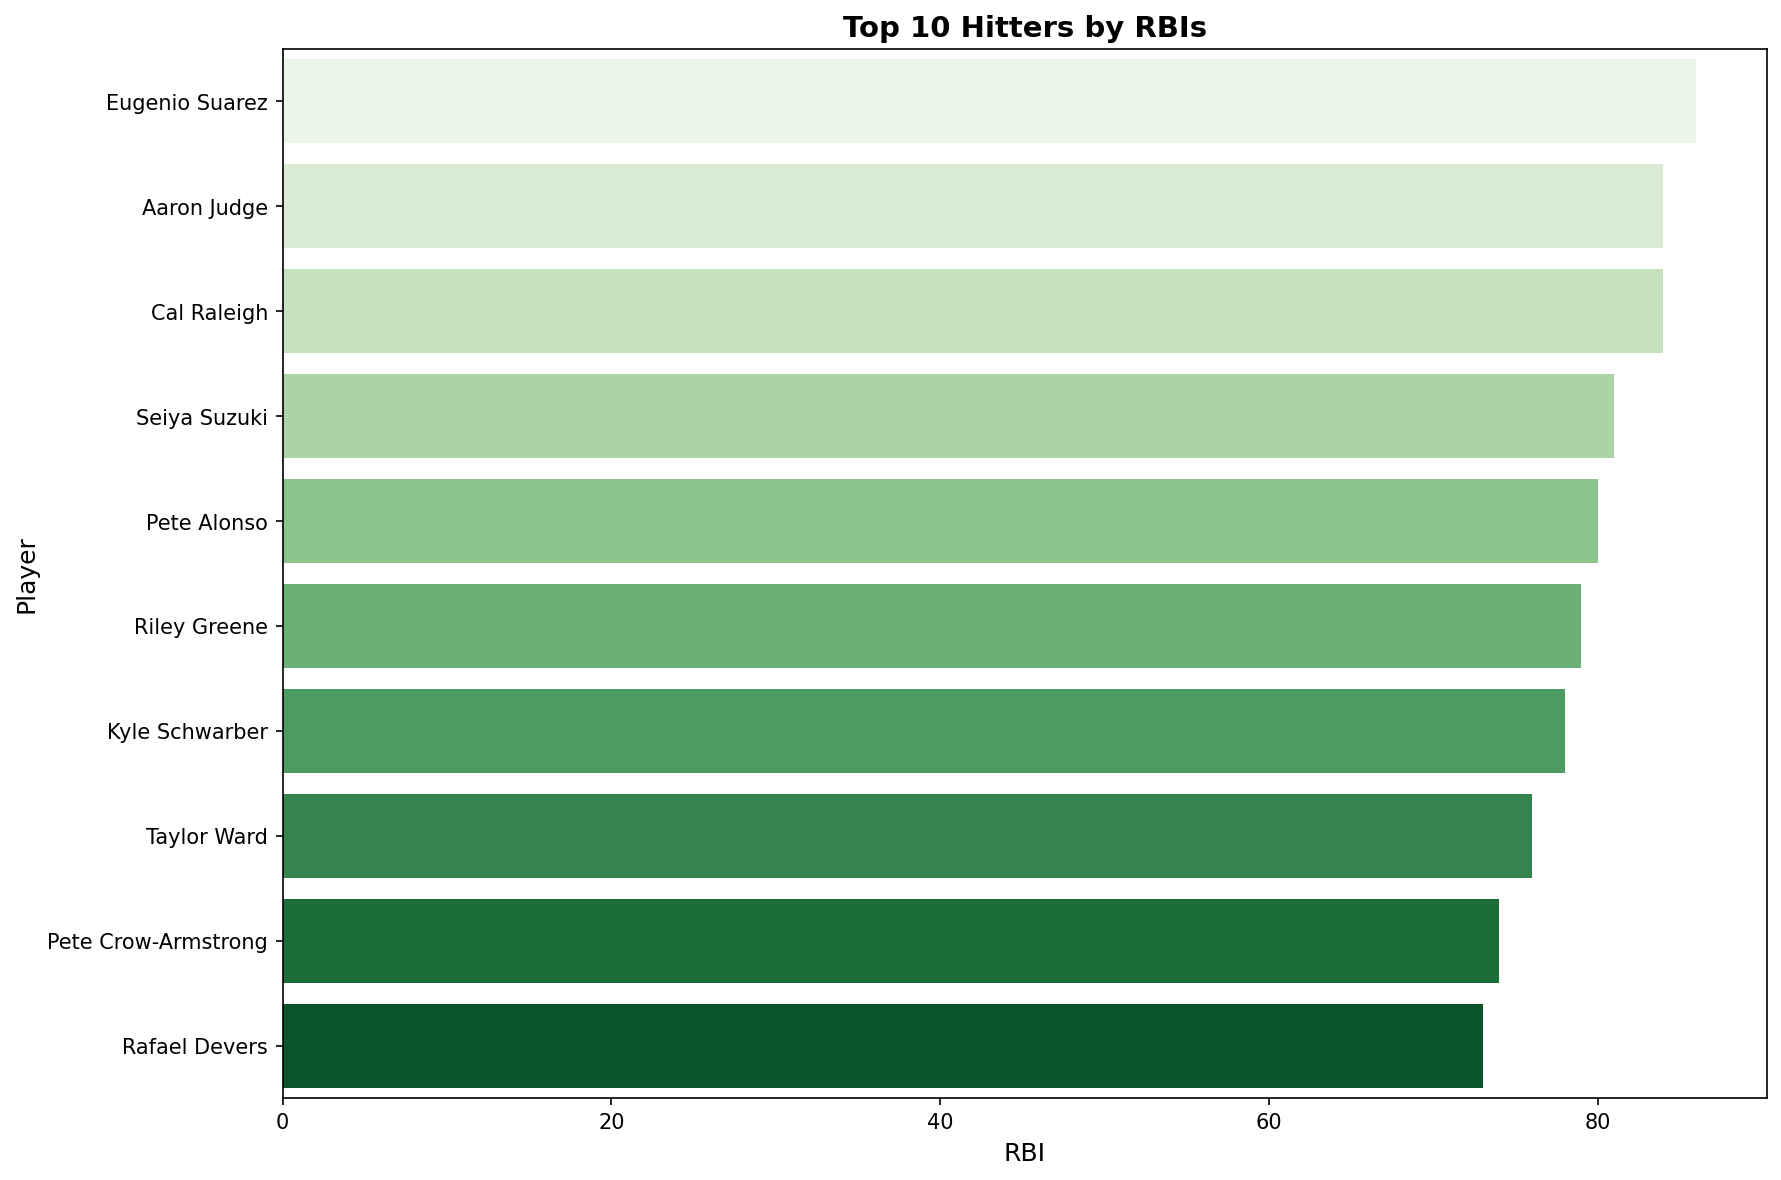 Top 10 Hitters by RBIs
Eugenio Suarez
Aaron Judge
Cal Raleigh
Seiya Suzuki
Pete Alonso
Riley Greene
Kyle Schwarber
Taylor Ward
Pete Crow-Armstrong
Rafael Devers
Player
0 20 40 60 80
RBI